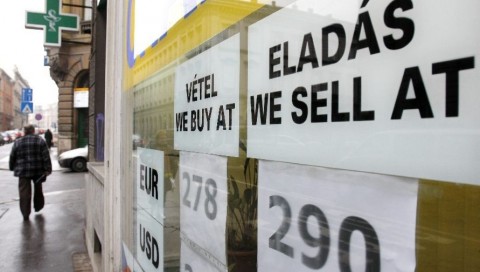 VÉTEL
WE BUY AT
ELADÁS
WE SELL AT
EUR
278
290
USD